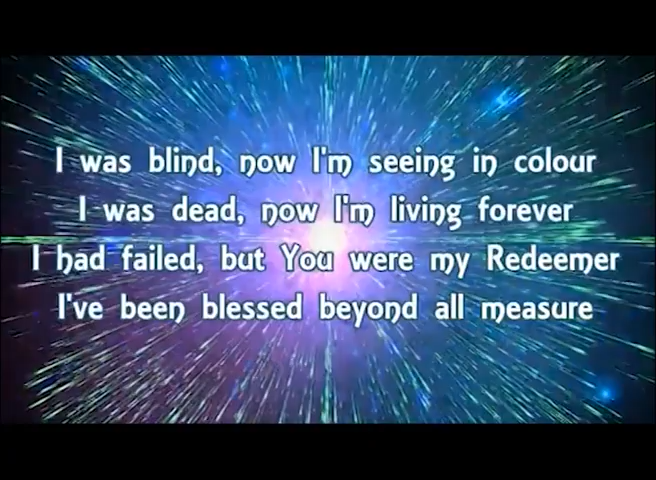 I was blind, now I'm seeing in colour
I was dead, now I'm living forever
I had failed, but You were my Redeemer
I've been blessed beyond all measure